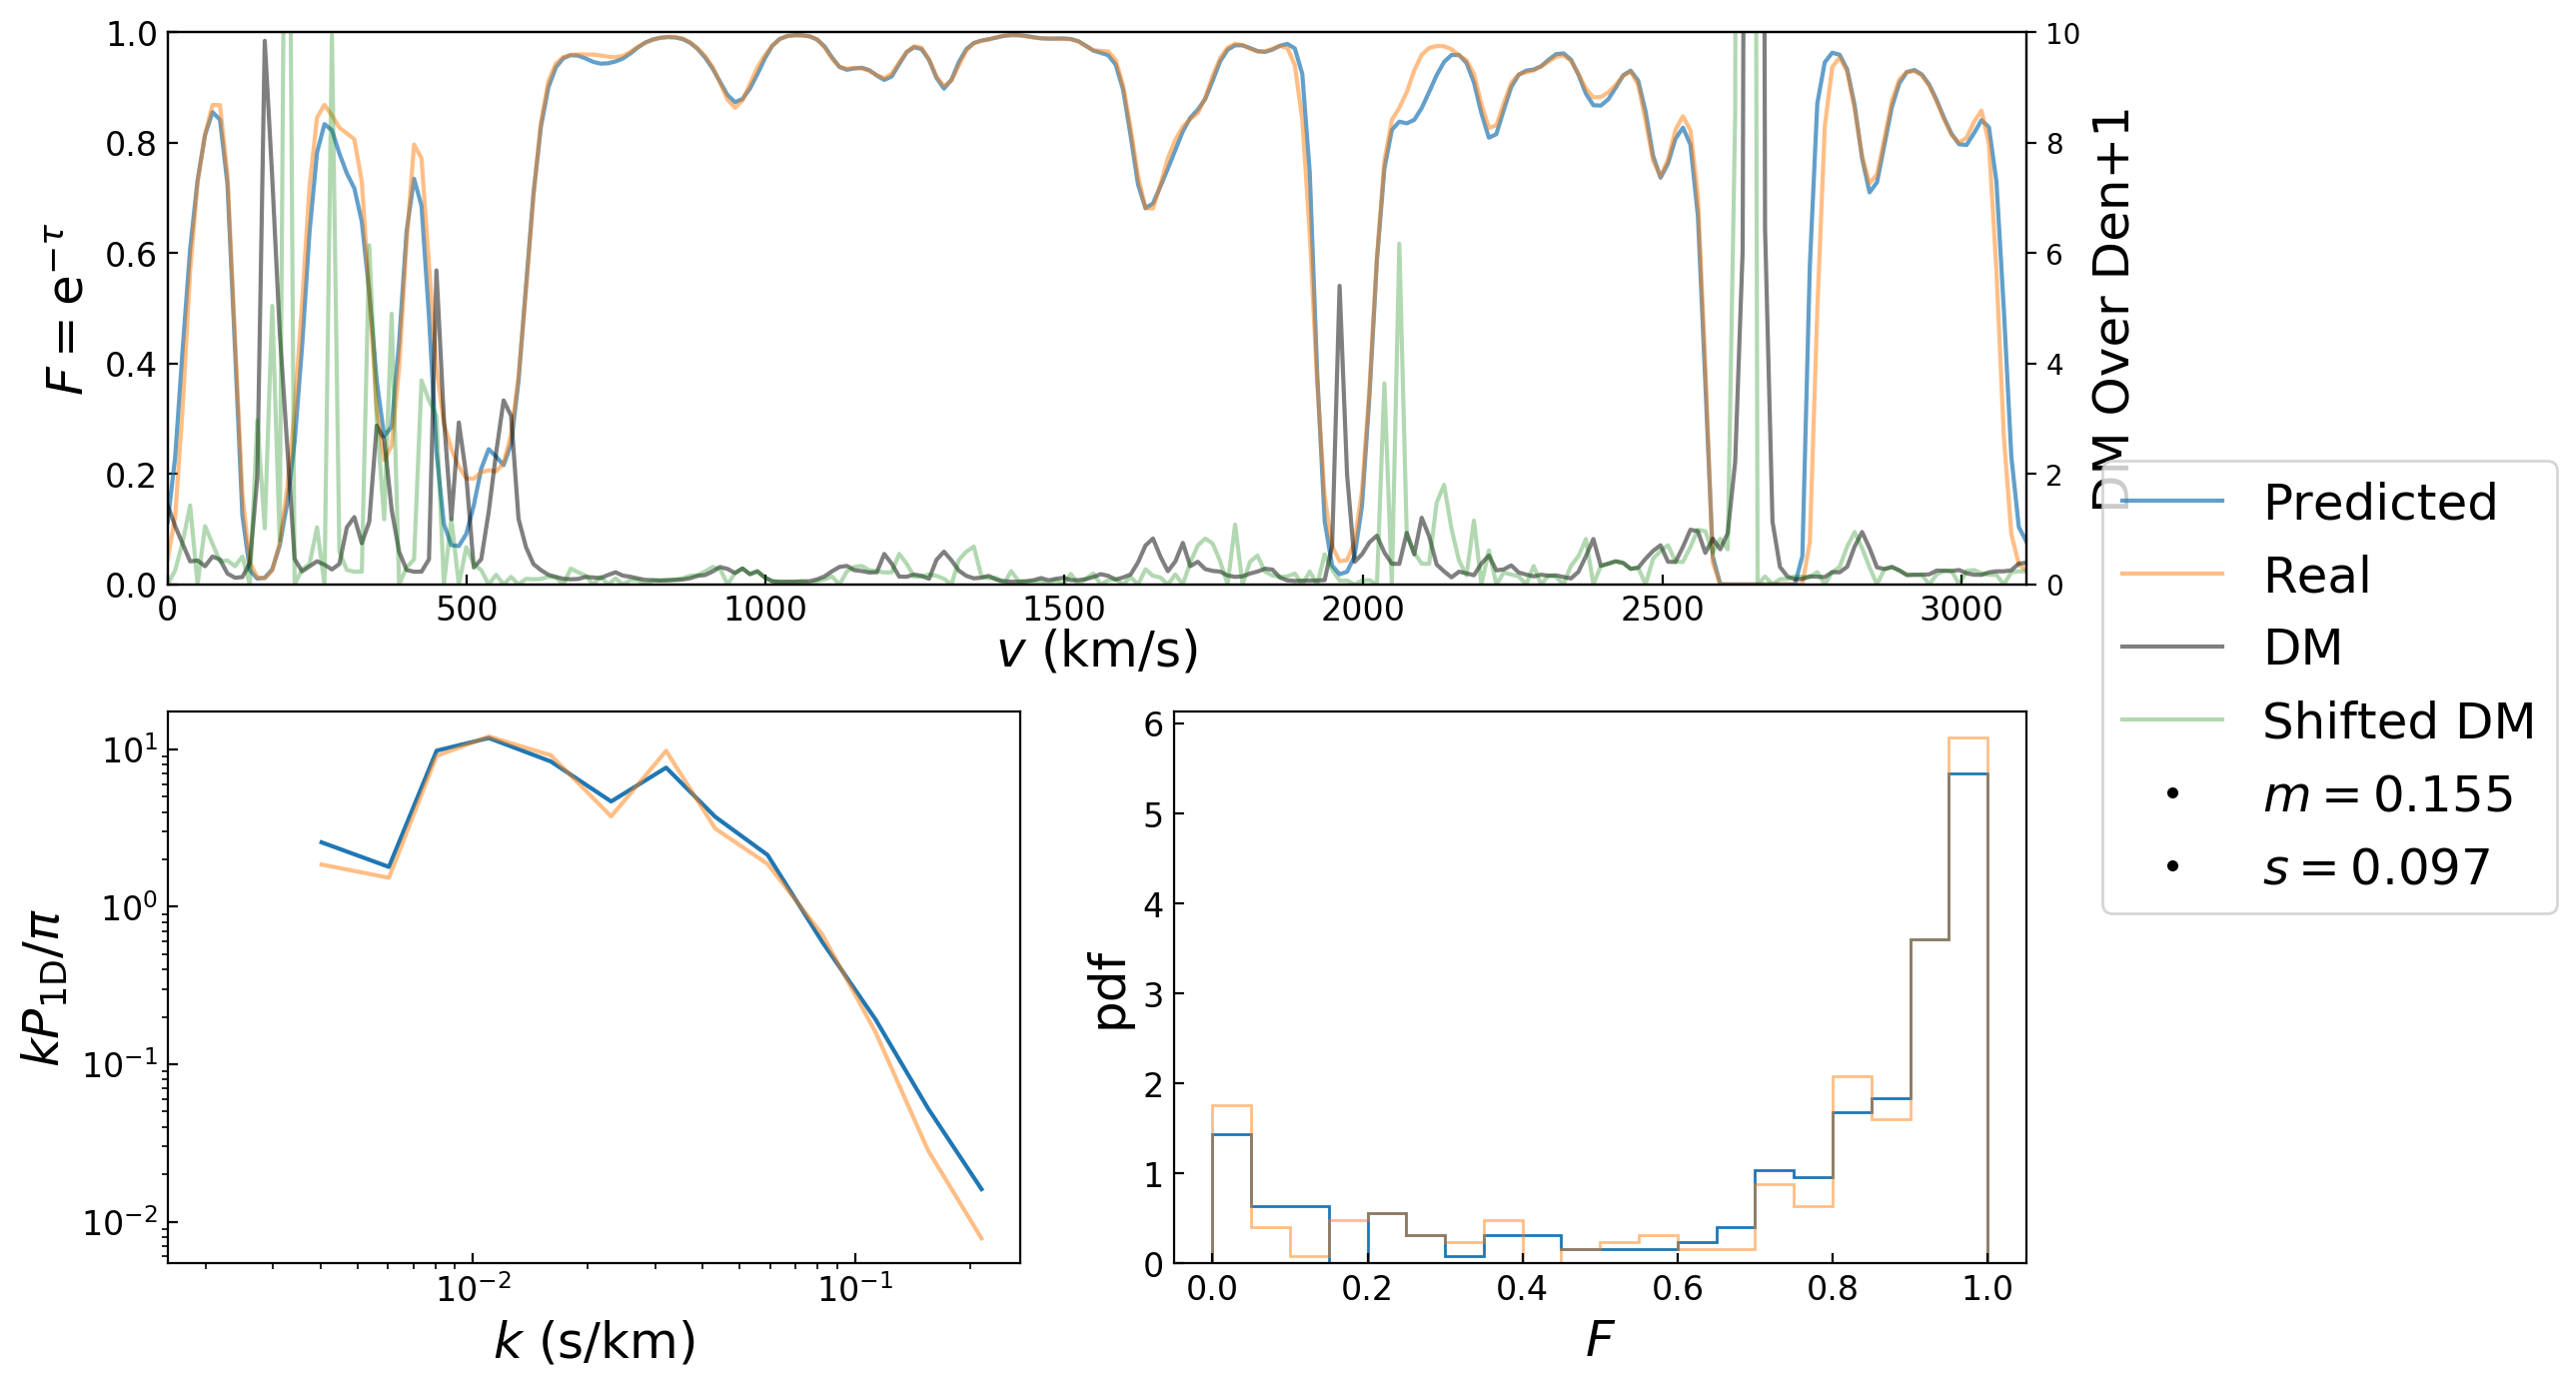 1.0
0.8
0.6
0.4
0.2
0.0
F = e^{−τ}
10
8
6
4
2
0
DM Over Den+1
0 500 1000 1500 2000 2500 3000
v (km/s)
Predicted
Real
DM
Shifted DM
m = 0.155
s = 0.097
10^1
10^0
10^{−1}
10^{−2}
kP_{1D}/π
10^{−2} 10^{−1}
k (s/km)
6
5
4
3
2
1
0
pdf
0.0 0.2 0.4 0.6 0.8 1.0
F